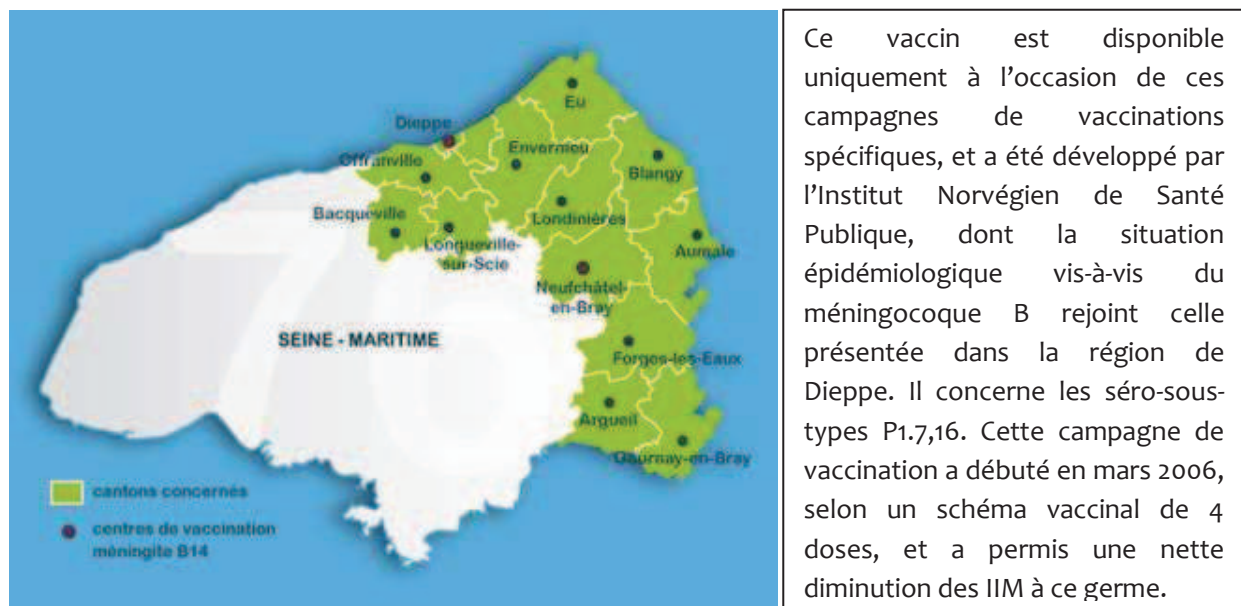 Eu
Dieppe
Envermeu
Offranville
Blangy
Bacqueville
Londinières
Longueville-
sur-Scie
Aumale
Neufchâtel-
en-Bray
SEINE - MARITIME
76
Forges-les-Eaux
Argueil
Gournay-en-Bray
cantons concernés
centres de vaccination
méningite B14
Ce vaccin est disponible
uniquement à l’occasion de ces
campagnes de vaccinations
spécifiques, et a été développé par
l’Institut Norvégien de Santé
Publique, dont la situation
épidémiologique vis-à-vis du
méningocoque B rejoint celle
présentée dans la région de
Dieppe. Il concerne les séro-sous-
types P1.7,16. Cette campagne de
vaccination a débuté en mars 2006,
selon un schéma vaccinal de 4
doses, et a permis une nette
diminution des IIM à ce germe.